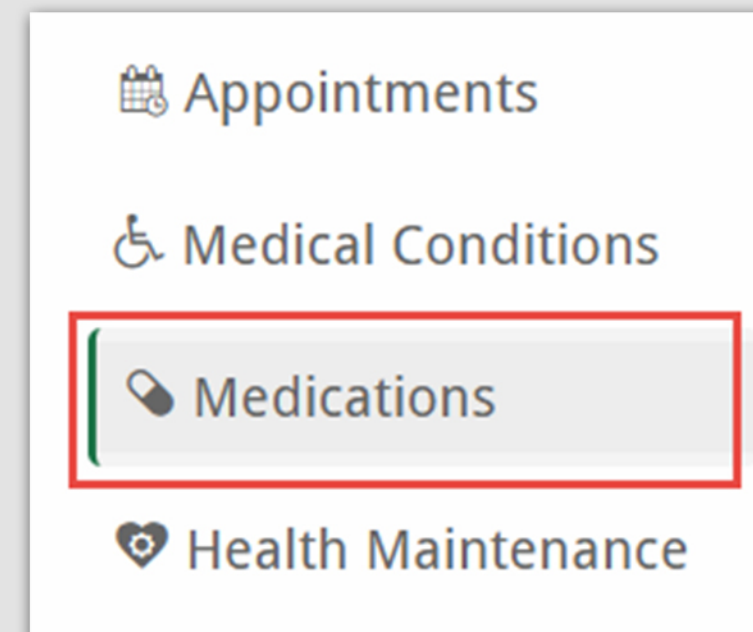 Appointments
Medical Conditions
Medications
Health Maintenance